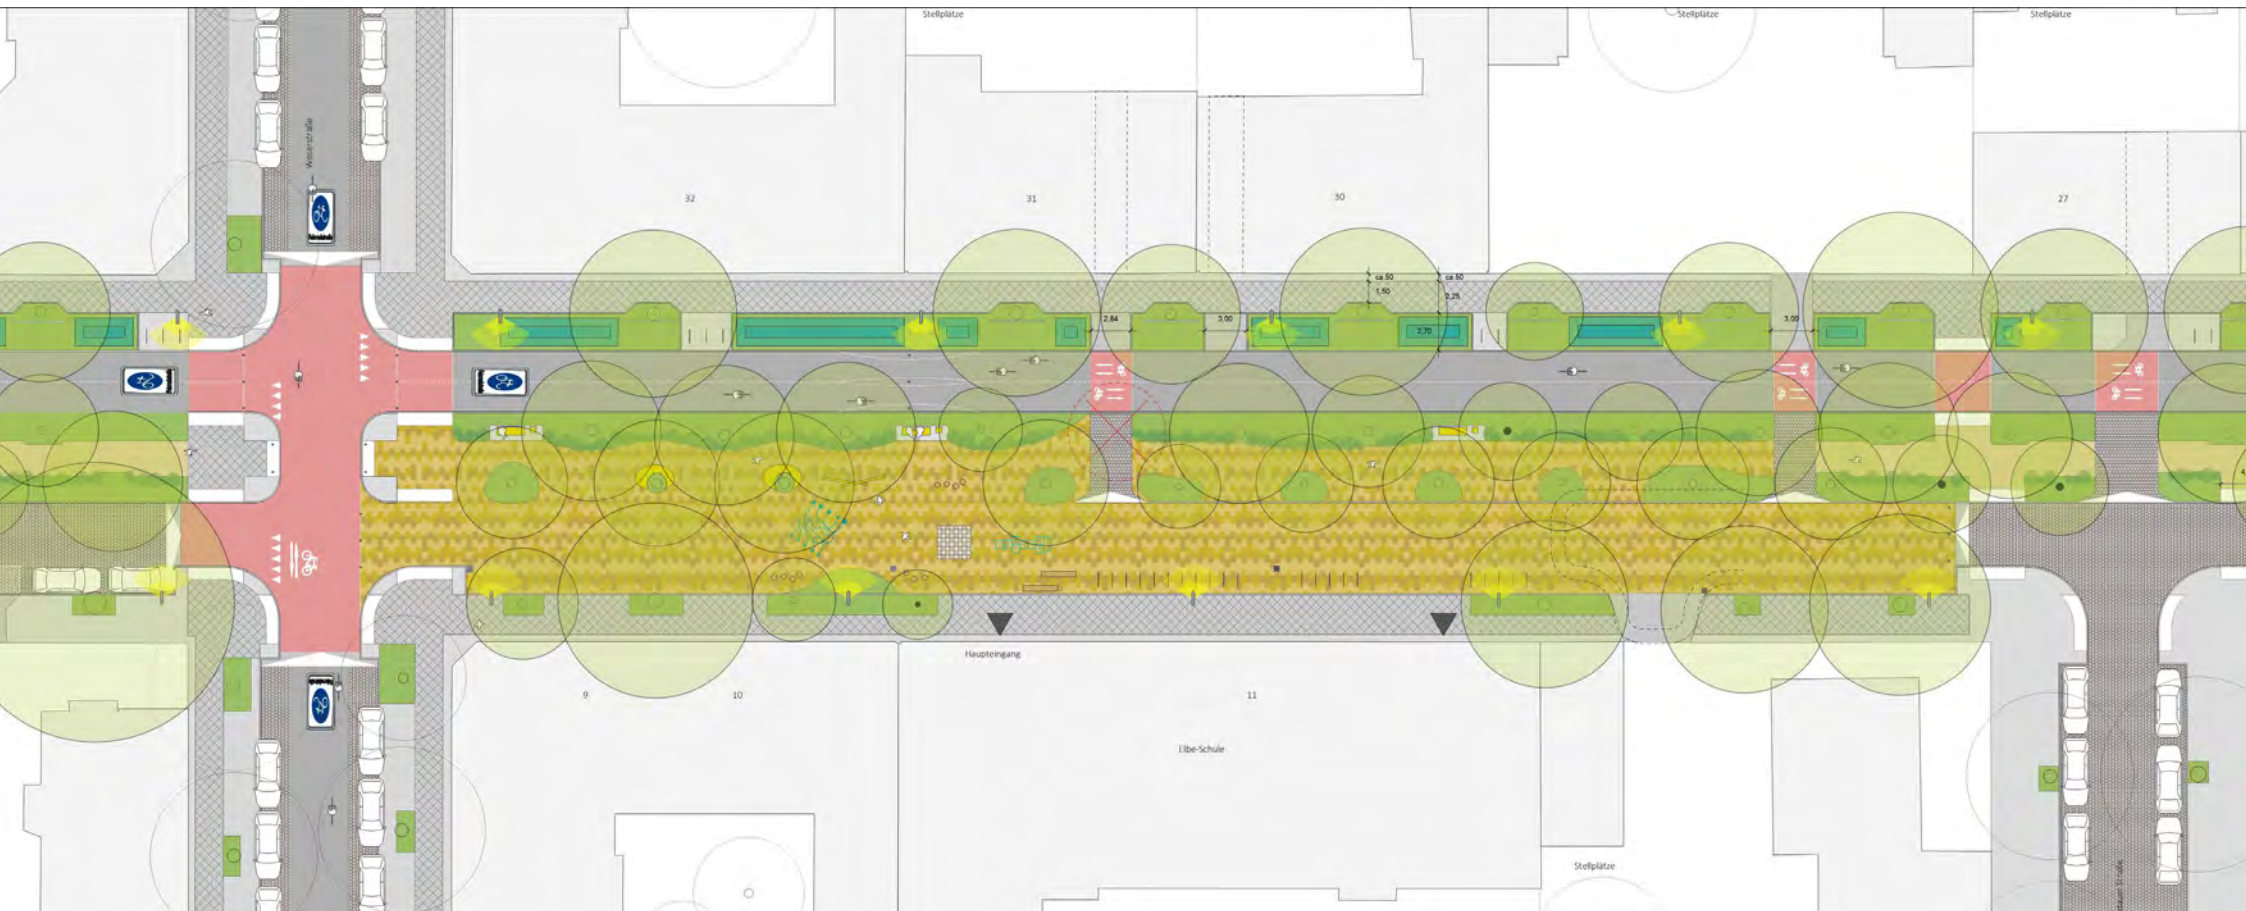 Stellplätze
Stellplätze
Stellplätze
Weserstraße
32
31
30
27
ca.50
ca.50
1,50
2,25
2,84
3,00
3,00
2,70
Haupteingang
9
10
11
Elbe-Schule
Stellplätze